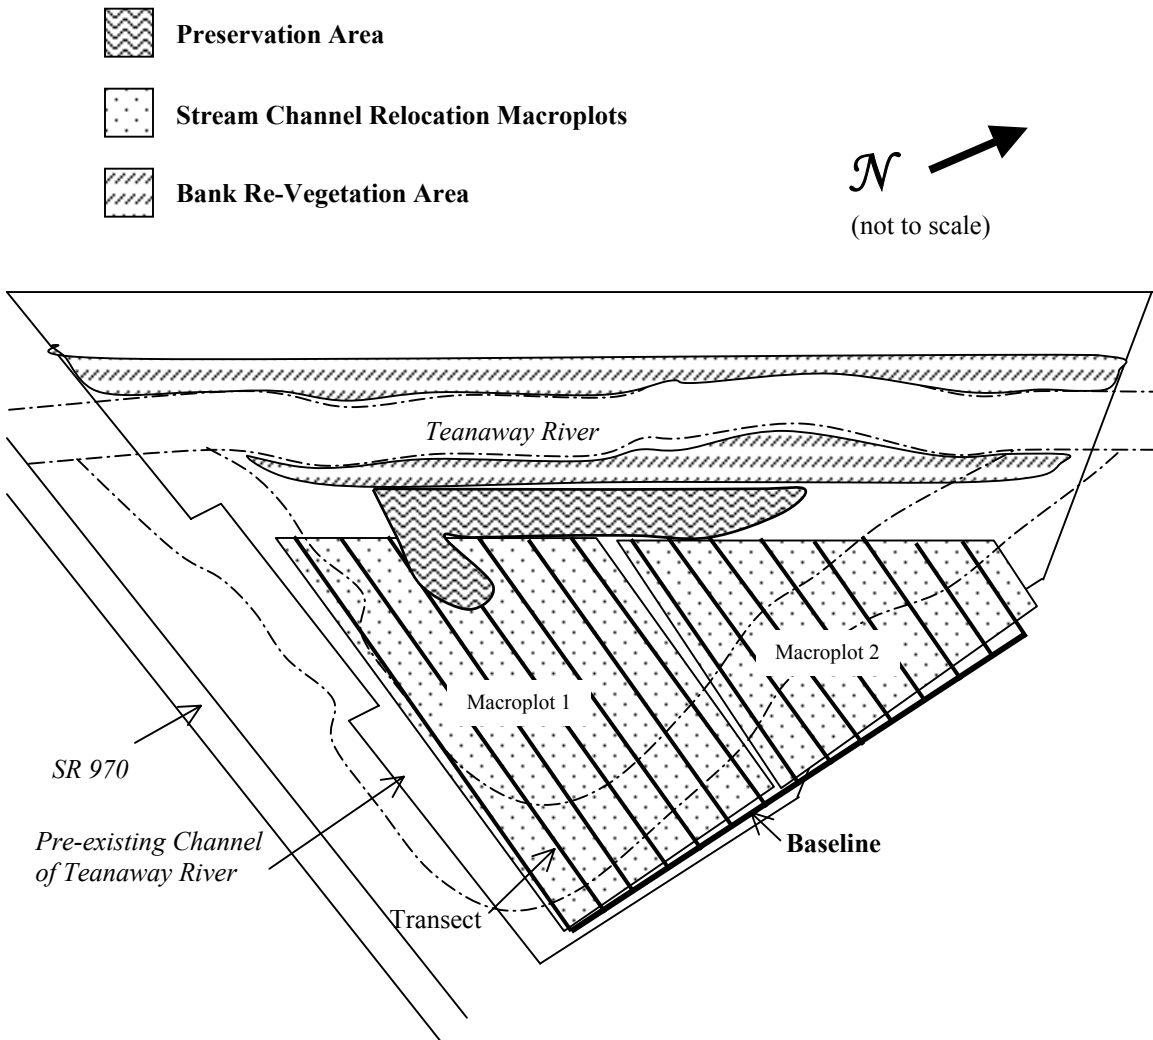 Preservation Area
Stream Channel Relocation Macroplots
Bank Re-Vegetation Area
N
(not to scale)
Teanaway River
Macroplot 2
Macroplot 1
SR 970
Pre-existing Channel
of Teanaway River
Baseline
Transect